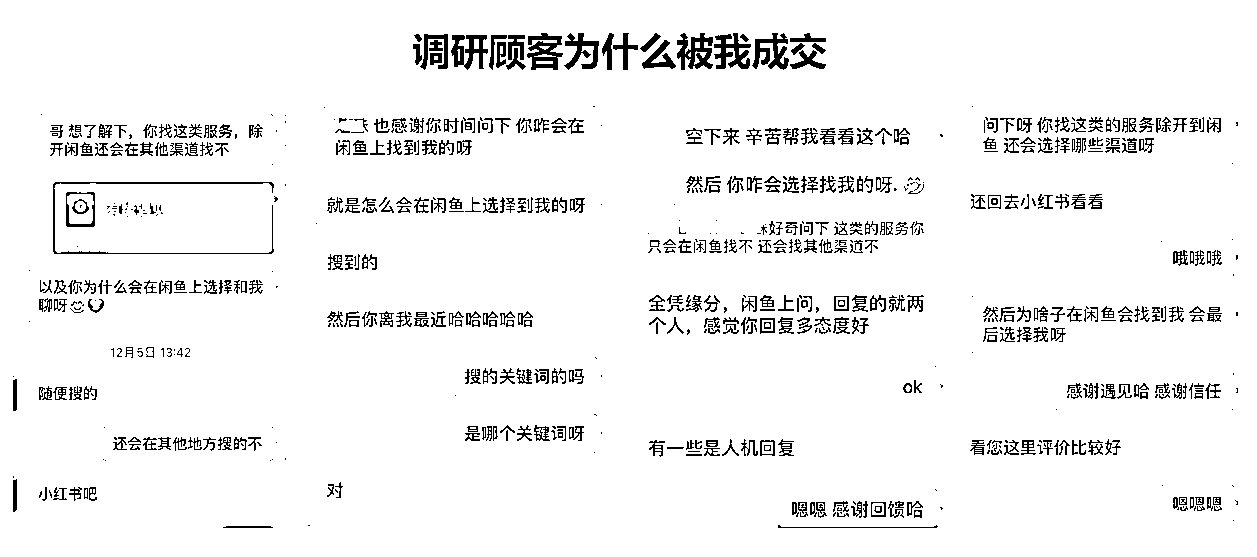 调研顾客为什么被我成交
哥 想了解下，你找这类服务，除
开闲鱼还会在其他渠道找不
以及你为什么会在闲鱼上选择和我
聊呀
12月5日 13:42
随便搜的
还会在其他地方搜的不
小红书吧
也感谢你时间问下 你咋会在
闲鱼上找到我的呀
就是怎么会在闲鱼上选择到我的呀
搜到的
然后你离我最近哈哈哈哈哈
搜的关键词的吗
是哪个关键词呀
对
空下来 辛苦帮我看看这个哈
然后 你咋会选择找我的呀.
好奇问下 这类的服务你
只会在闲鱼找不 还会找其他渠道不
全凭缘分，闲鱼上问，回复的就两
个人，感觉你回复多态度好
ok
有一些是人机回复
嗯嗯 感谢回馈哈
问下呀 你找这类的服务除开到闲
鱼 还会选择哪些渠道呀
还回去小红书看看
哦哦哦
然后为啥子在闲鱼会找到我 会最
后选择我呀
感谢遇见哈 感谢信任
看您这里评价比较好
嗯嗯嗯